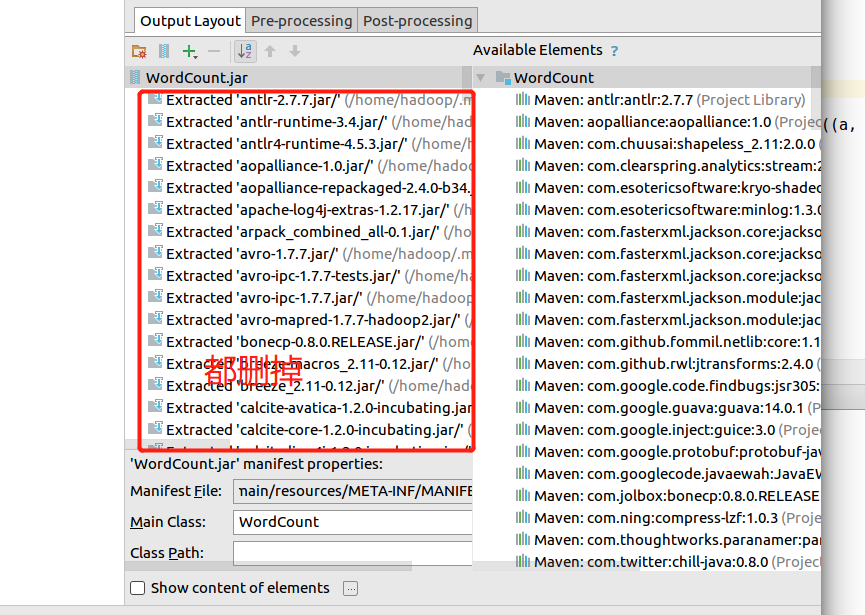 Output Layout Pre-processing Post-processing
Available Elements ?
WordCount.jar
Extracted 'antlr-2.7.7.jar/' (/home/hadoop/.m
Extracted 'antlr-runtime-3.4.jar/' (/home/had
Extracted 'antlr4-runtime-4.5.3.jar/' (/home/h
Extracted 'aopalliance-1.0.jar/' (/home/hadoo
Extracted 'aopalliance-repackaged-2.4.0-b34.
Extracted 'apache-log4j-extras-1.2.17.jar/' (/h
Extracted 'arpack_combined_all-0.1.jar/' (/ho
Extracted 'avro-1.7.7.jar/' (/home/hadoop/.m
Extracted 'avro-ipc-1.7.7-tests.jar/' (/home/ha
Extracted 'avro-ipc-1.7.7.jar/' (/home/hadoop
Extracted 'avro-mapred-1.7.7-hadoop2.jar/' (/
Extracted 'bonecp-0.8.0.RELEASE.jar/' (/home
Extracted 'breeze-macros_2.11-0.12.jar/' (/ho
都删掉
Extracted 'breeze_2.11-0.12.jar/' (/home/had
Extracted 'calcite-avatica-1.2.0-incubating.jar
Extracted 'calcite-core-1.2.0-incubating.jar/' (
WordCount
Maven: antlr:antlr:2.7.7 (Project Library)
Maven: aopalliance:aopalliance:1.0 (Projec
Maven: com.chuusai:shapeless_2.11:2.0.0 (
Maven: com.clearspring.analytics:stream:2
Maven: com.esotericsoftware:kryo-shaded
Maven: com.esotericsoftware:minlog:1.3.0
Maven: com.fasterxml.jackson.core:jackso
Maven: com.fasterxml.jackson.core:jackso
Maven: com.fasterxml.jackson.core:jackso
Maven: com.fasterxml.jackson.module:jac
Maven: com.fasterxml.jackson.module:jac
Maven: com.github.fommil.netlib:core:1.1
Maven: com.github.rwl:jtransforms:2.4.0 (
Maven: com.google.code.findbugs:jsr305:
Maven: com.google.guava:guava:14.0.1 (P
Maven: com.google.inject:guice:3.0 (Projec
Maven: com.google.protobuf:protobuf-jav
Maven: com.googlecode.javaewah:JavaEW
Maven: com.jolbox:bonecp:0.8.0.RELEASE
Maven: com.ning:compress-lzf:1.0.3 (Projec
Maven: com.thoughtworks.paranamer:par
Maven: com.twitter:chill-java:0.8.0 (Project
((a,
'WordCount.jar' manifest properties:
Manifest File: main/resources/META-INF/MANIFE
Main Class: WordCount
Class Path:
Show content of elements ...